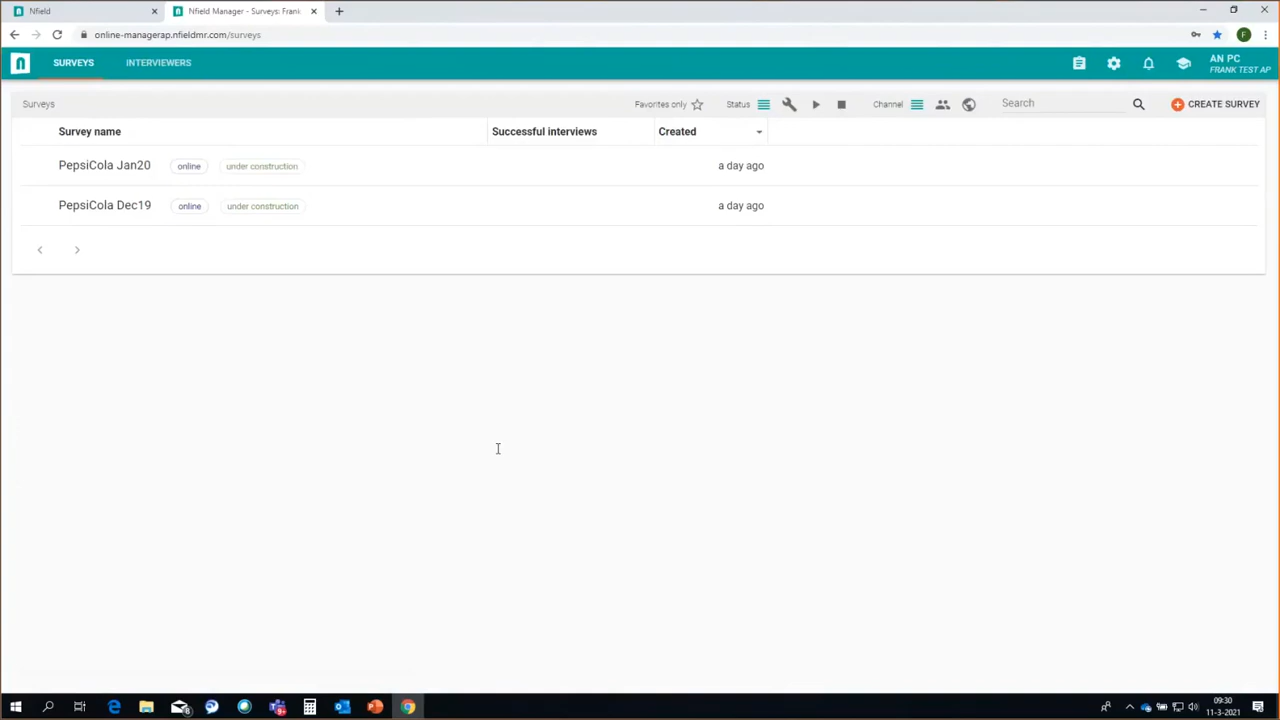 Nfield
Nfield Manager - Surveys: Frank
online-managerap.nfieldmr.com/surveys
F
SURVEYS INTERVIEWERS
AN PC
FRANK TEST AP
Surveys Favorites only Status Channel Search CREATE SURVEY
Survey name Successful interviews Created
PepsiCola Jan20 online under construction a day ago
PepsiCola Dec19 online under construction a day ago
09:30
11-3-2021